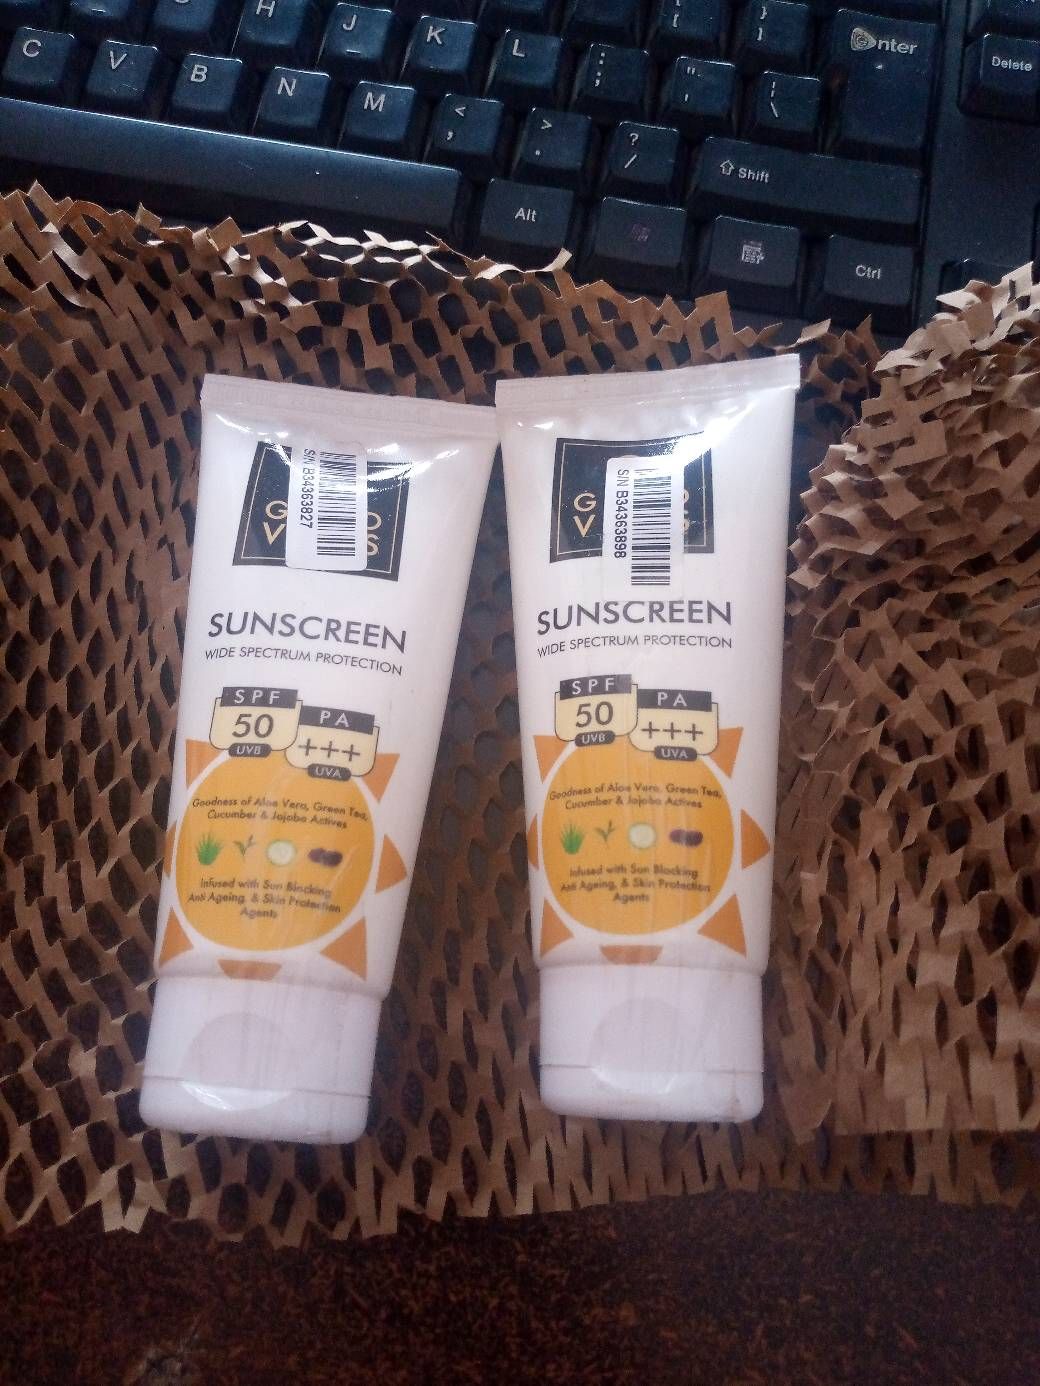 H
J
K
L
: ;
" '
Enter
Delete
C
V
B
N
M
< ,
> .
? /
Shift
Alt
Ctrl
S/N B34363827
SUNSCREEN
WIDE SPECTRUM PROTECTION
SPF
50
UVB
PA
+++
UVA
Goodness of Aloe Vera, Green Tea,
Cucumber & Jojoba Actives
Infused with Sun Blocking
Anti Ageing, & Skin Protection
Agents
S/N B34363898
SUNSCREEN
WIDE SPECTRUM PROTECTION
SPF
50
UVB
PA
+++
UVA
Goodness of Aloe Vera, Green Tea,
Cucumber & Jojoba Actives
Infused with Sun Blocking
Anti Ageing, & Skin Protection
Agents